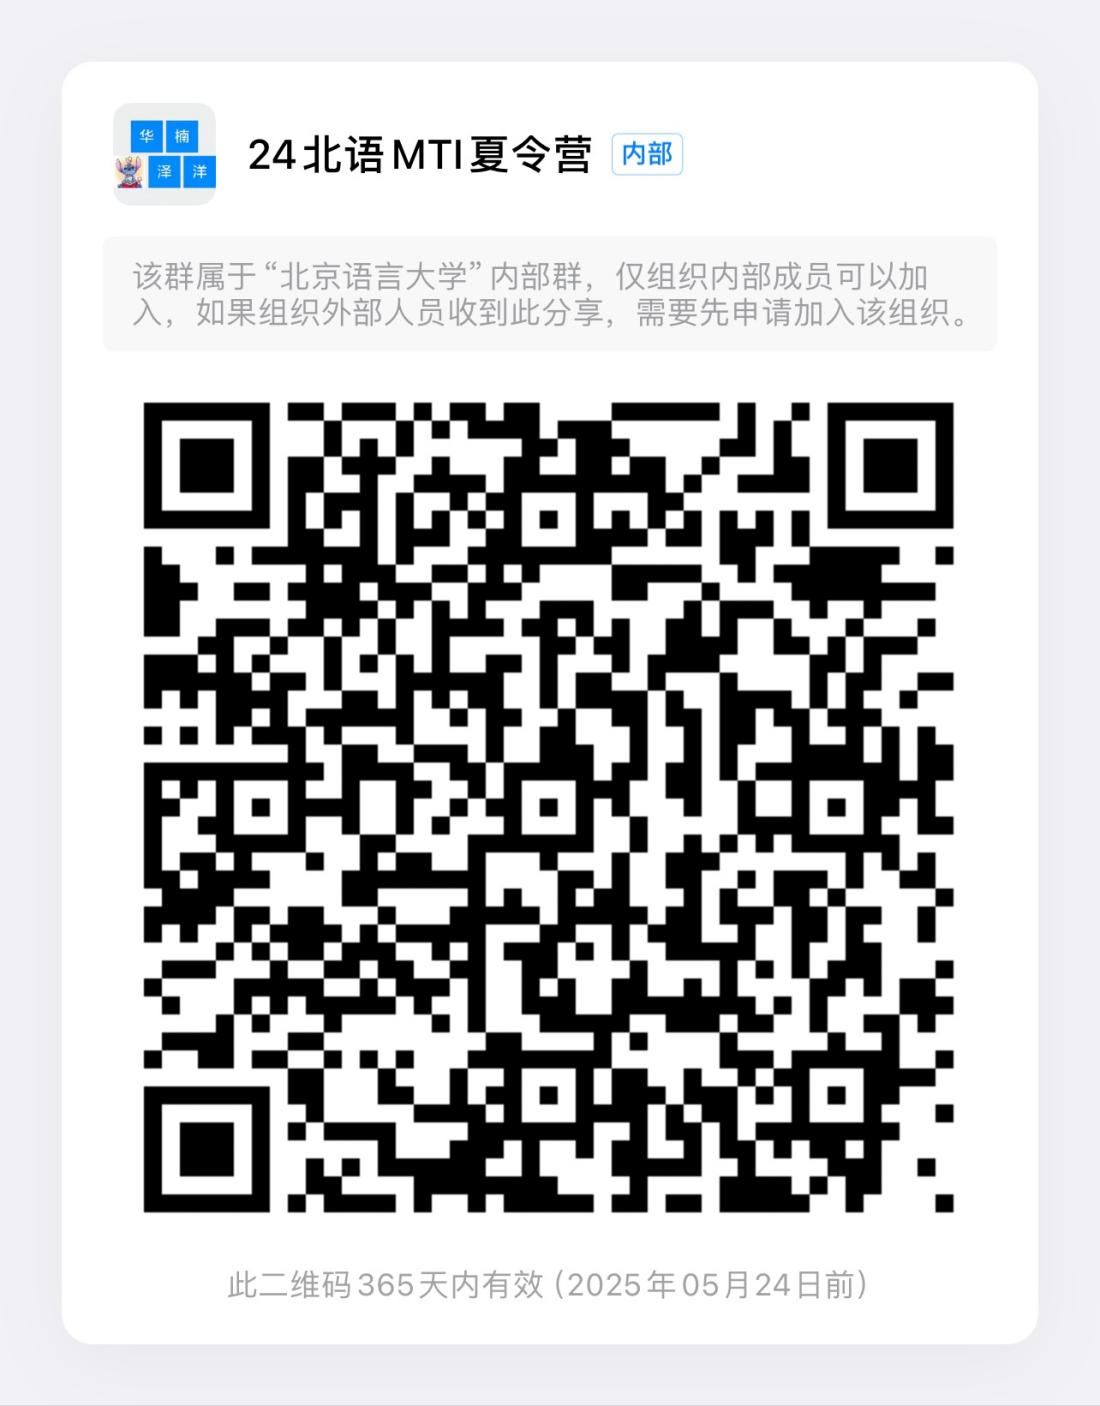 华 楠
泽 洋
24北语MTI夏令营 内部
该群属于“北京语言大学”内部群，仅组织内部成员可以加
入，如果组织外部人员收到此分享，需要先申请加入该组织。
此二维码365天内有效 (2025年05月24日前)